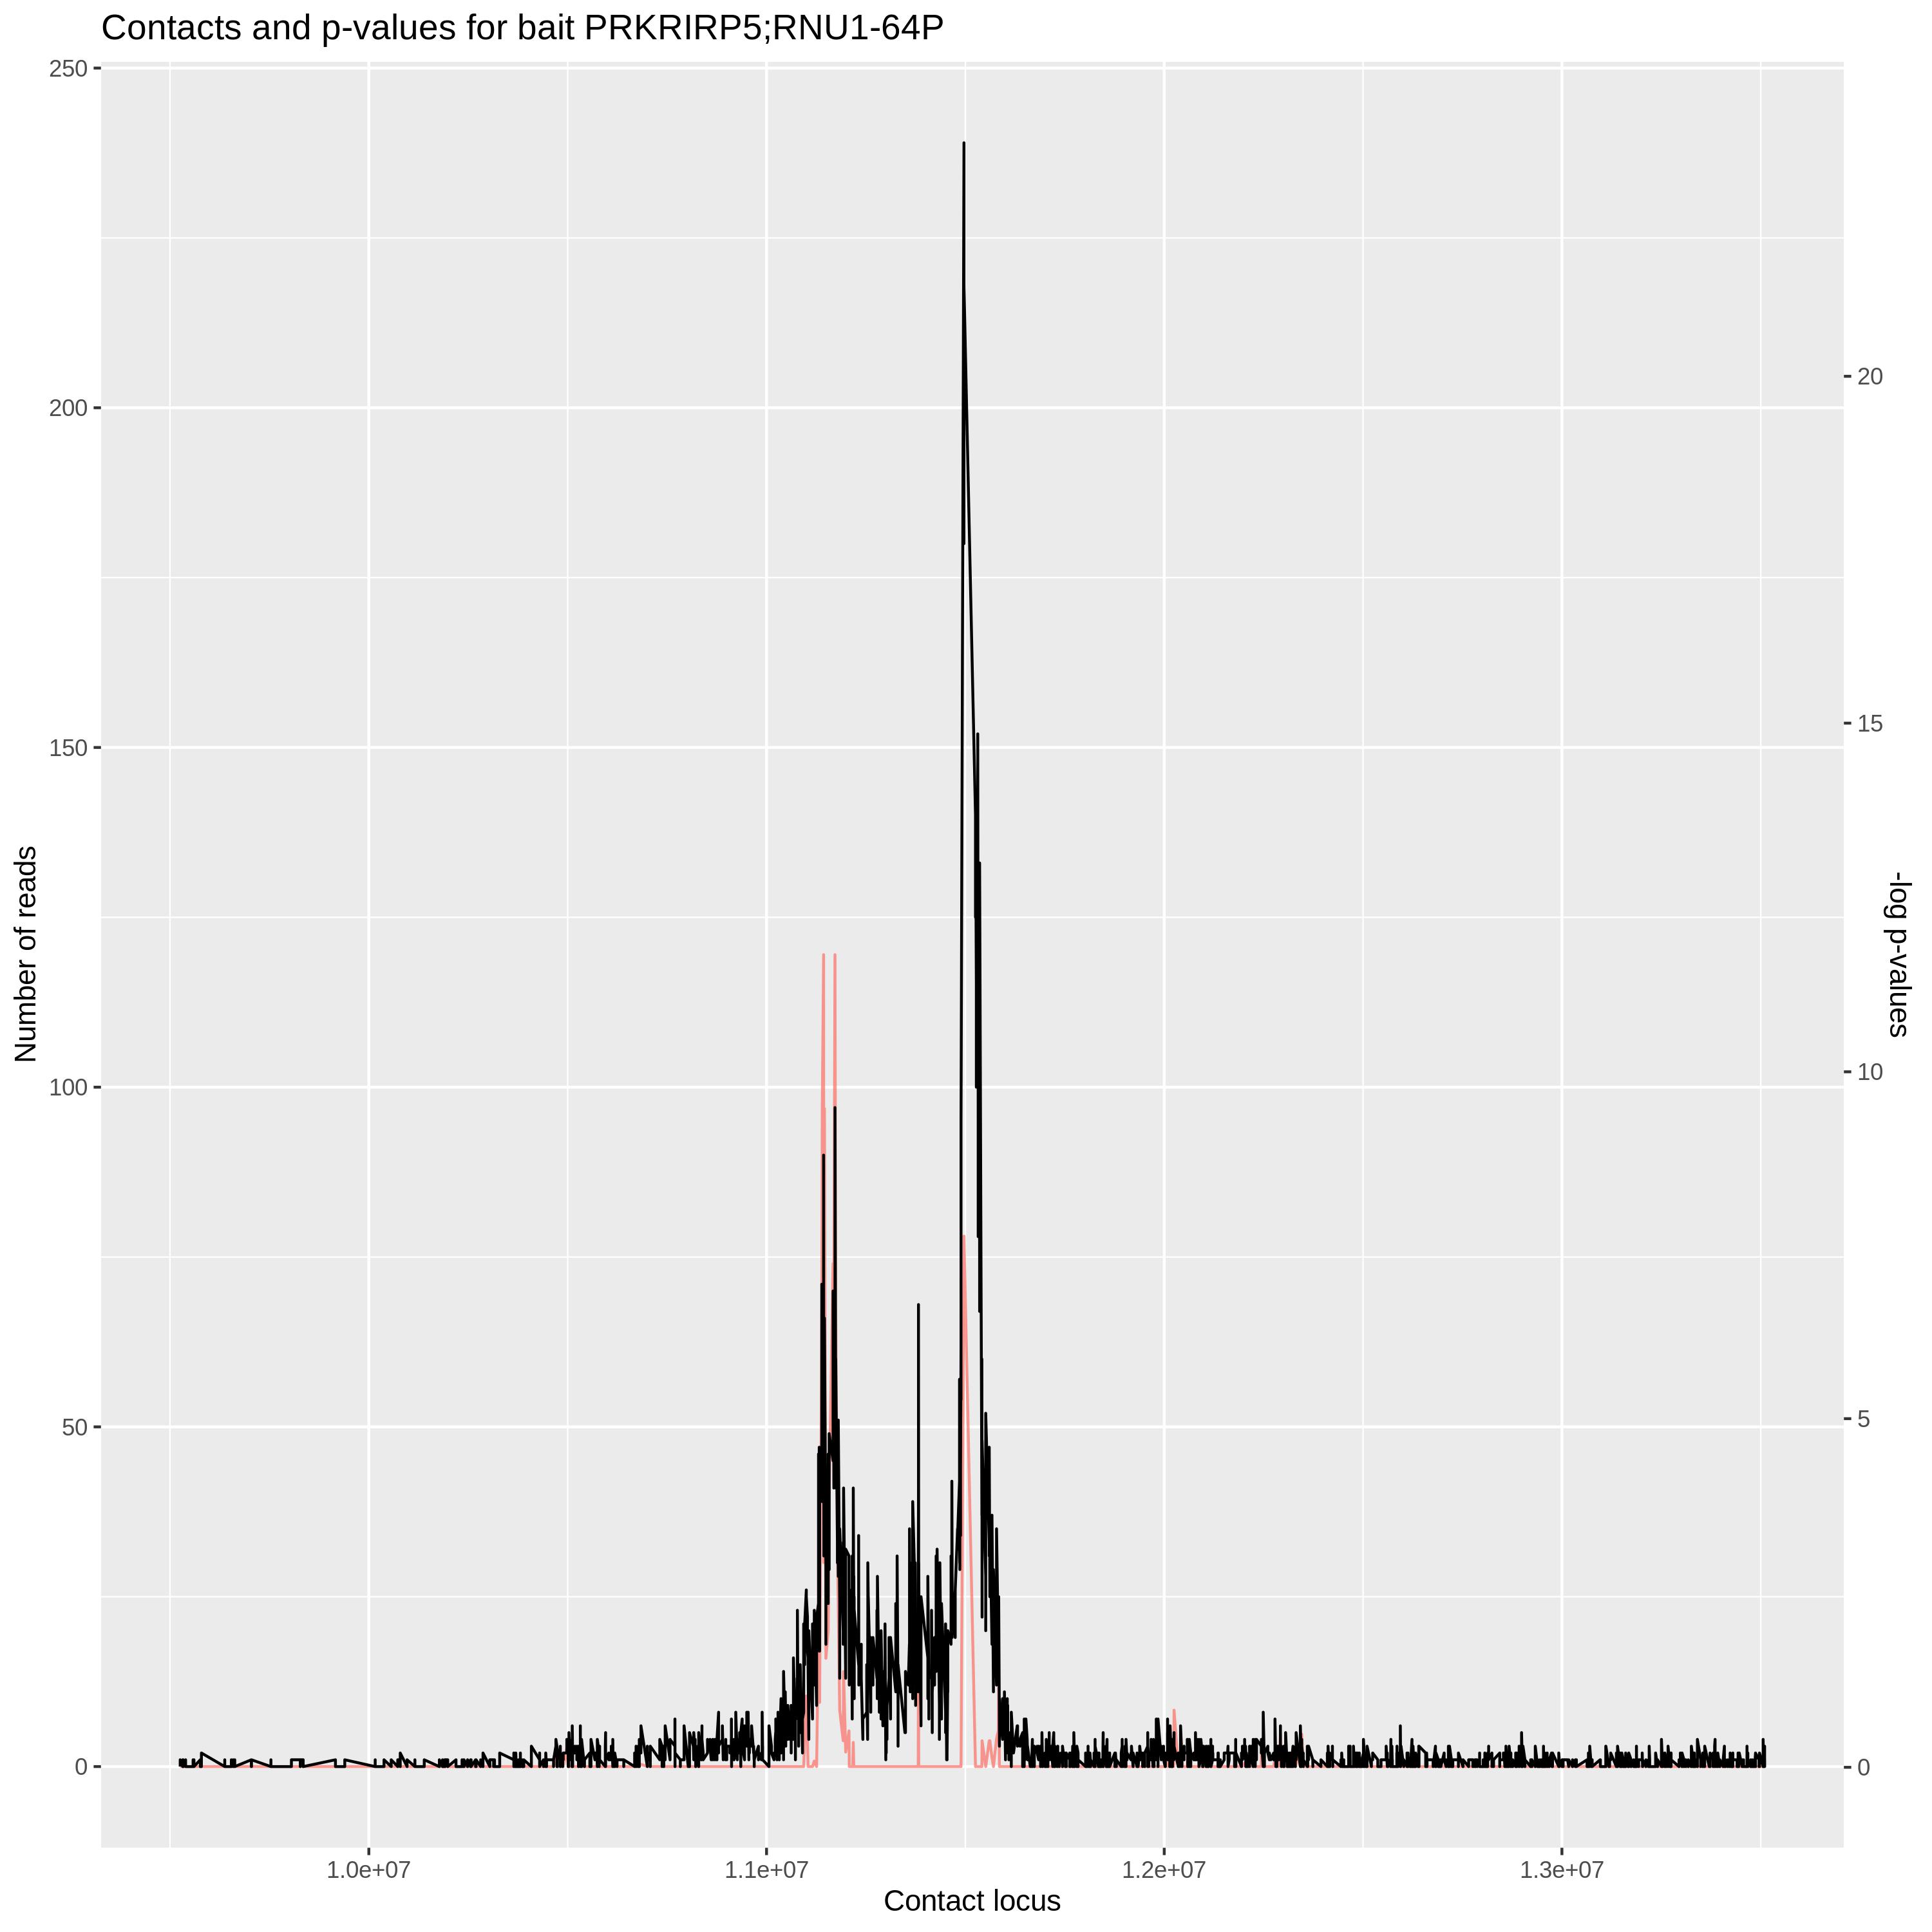 Contacts and p-values for bait PRKRIRP5;RNU1-64P
250
200
150
100
50
0
Number of reads
20
15
10
5
0
-log p-values
1.0e+07
1.1e+07
1.2e+07
1.3e+07
Contact locus